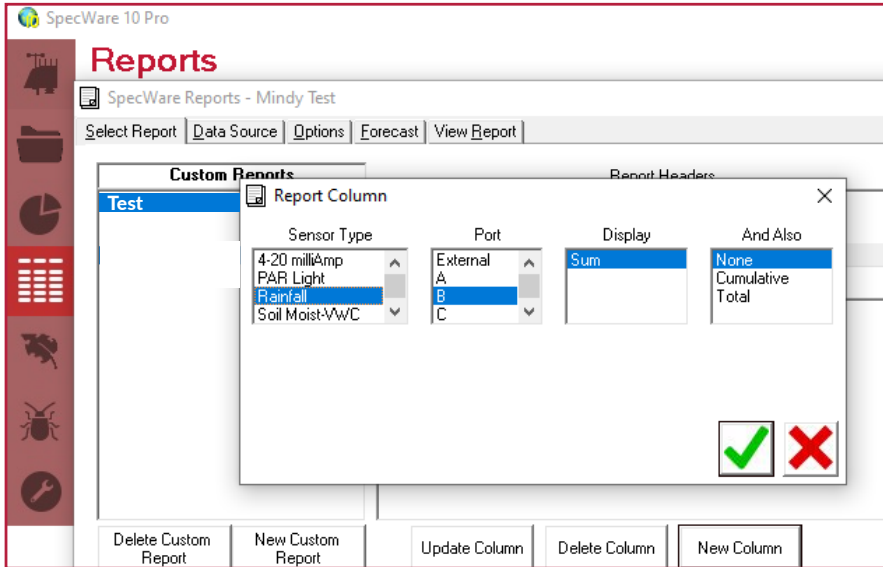 SpecWare 10 Pro
Reports
SpecWare Reports - Mindy Test
Select Report Data Source Options Forecast View Report
Custom Reports Report Headers
Test
Report Column
Sensor Type Port Display And Also
4-20 milliAmp External Sum None
PAR Light A Cumulative
Rainfall B Total
Soil Moist-VWC C
Delete Custom Report New Custom Report Update Column Delete Column New Column